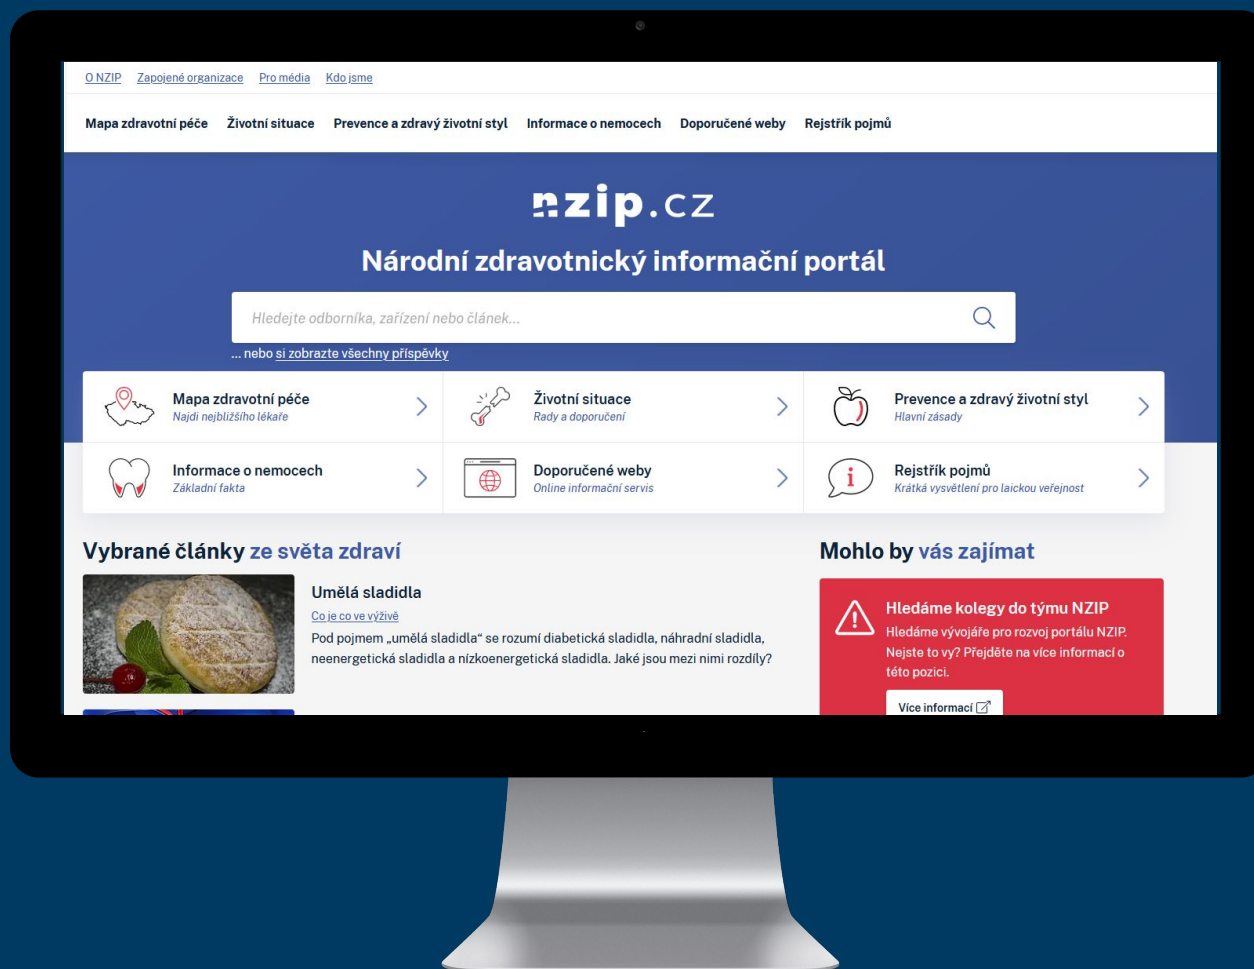 O NZIP Zapojené organizace Pro média Kdo jsme
Mapa zdravotní péče Životní situace Prevence a zdravý životní styl Informace o nemocech Doporučené weby Rejstřík pojmů
nzip.cz
Národní zdravotnický informační portál
Hledejte odborníka, zařízení nebo článek...
... nebo si zobrazte všechny příspěvky
Mapa zdravotní péče
Najdi nejbližšího lékaře
Životní situace
Rady a doporučení
Prevence a zdravý životní styl
Hlavní zásady
Informace o nemocech
Základní fakta
Doporučené weby
Online informační servis
Rejstřík pojmů
Krátká vysvětlení pro laickou veřejnost
Vybrané články ze světa zdraví
Umělá sladidla
Co je co ve výživě
Pod pojmem „umělá sladidla“ se rozumí diabetická sladidla, náhradní sladidla,
neenergetická sladidla a nízkoenergetická sladidla. Jaké jsou mezi nimi rozdíly?
Mohlo by vás zajímat
Hledáme kolegy do týmu NZIP
Hledáme vývojáře pro rozvoj portálu NZIP.
Nejste to vy? Přejděte na více informací o
této pozici.
Více informací